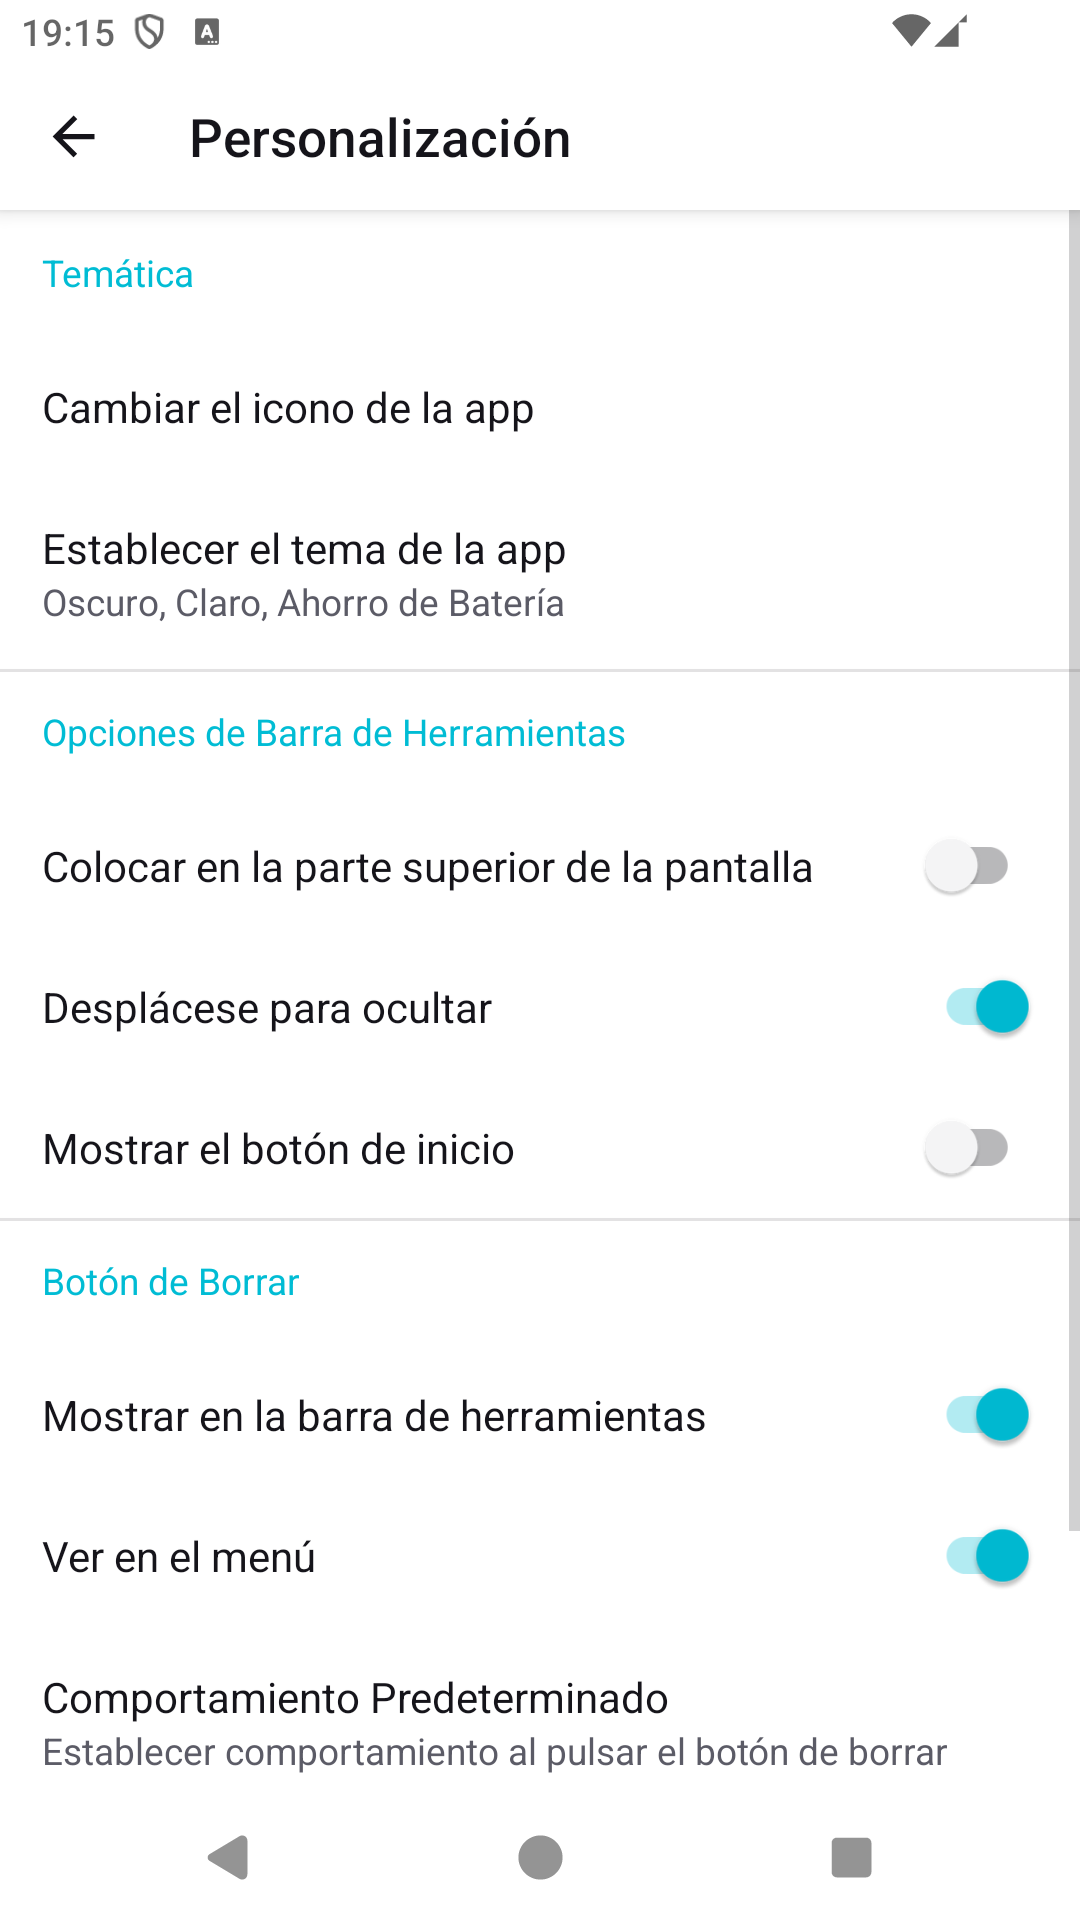 19:15
Personalización
Temática
Cambiar el icono de la app
Establecer el tema de la app
Oscuro, Claro, Ahorro de Batería
Opciones de Barra de Herramientas
Colocar en la parte superior de la pantalla
Desplácese para ocultar
Mostrar el botón de inicio
Botón de Borrar
Mostrar en la barra de herramientas
Ver en el menú
Comportamiento Predeterminado
Establecer comportamiento al pulsar el botón de borrar